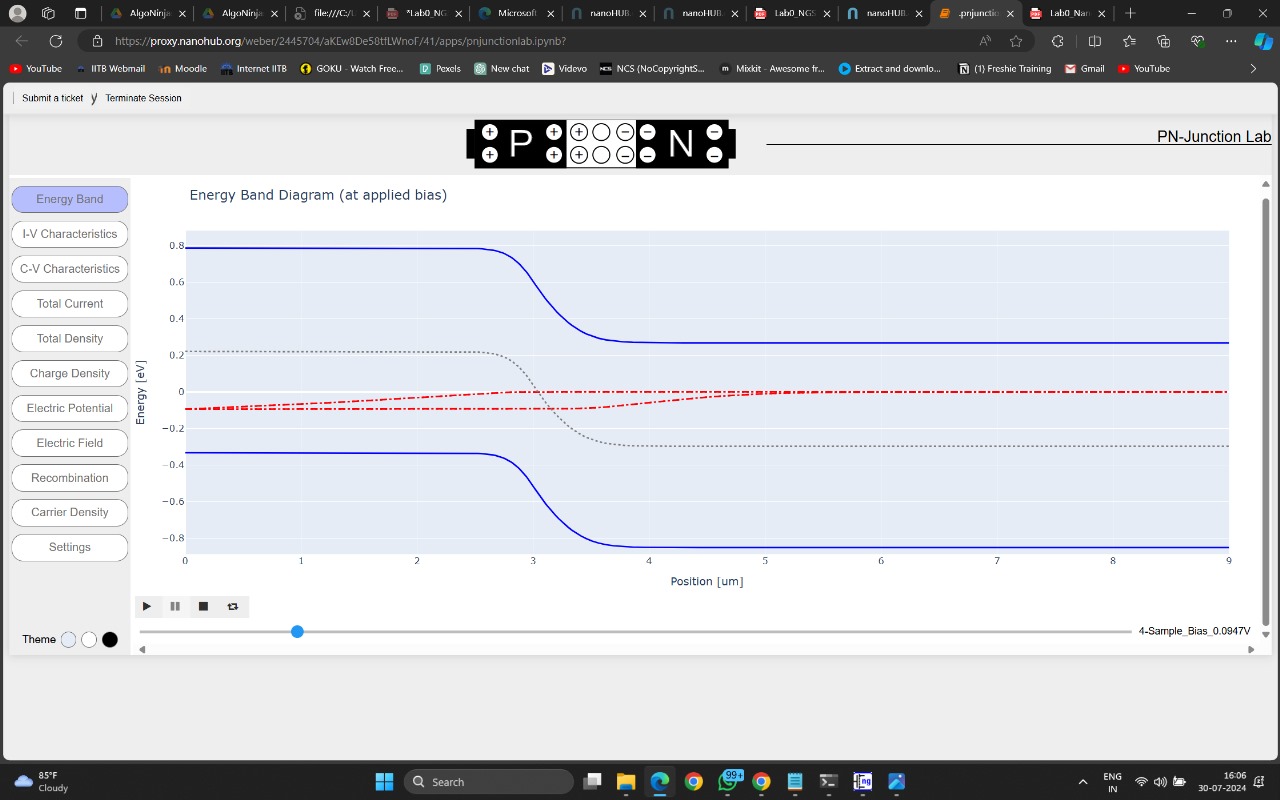 AlgoNinja
AlgoNinja
file:///C:/L
*Lab0_NG
Microsoft
nanoHUB.
nanoHUB.
Lab0_NGS
nanoHUB.
.pnjunctio
Lab0_Nar
https://proxy.nanohub.org/weber/2445704/aKEw8De58tfLWnoF/41/apps/pnjunctionlab.ipynb?
YouTube
IITB Webmail
Moodle
Internet IITB
GOKU - Watch Free...
Pexels
New chat
Videvo
NCS (NoCopyrightS...
Mixkit - Awesome fr...
Extract and downlo...
(1) Freshie Training
Gmail
YouTube
Submit a ticket
Terminate Session
P
N
PN-Junction Lab
Energy Band
I-V Characteristics
C-V Characteristics
Total Current
Total Density
Charge Density
Electric Potential
Electric Field
Recombination
Carrier Density
Settings
Theme
Energy Band Diagram (at applied bias)
Energy [eV]
0.8
0.6
0.4
0.2
0
−0.2
−0.4
−0.6
−0.8
0 1 2 3 4 5 6 7 8 9
Position [um]
4-Sample_Bias_0.0947V
85°F
Cloudy
Search
99+
ENG
IN
16:06
30-07-2024